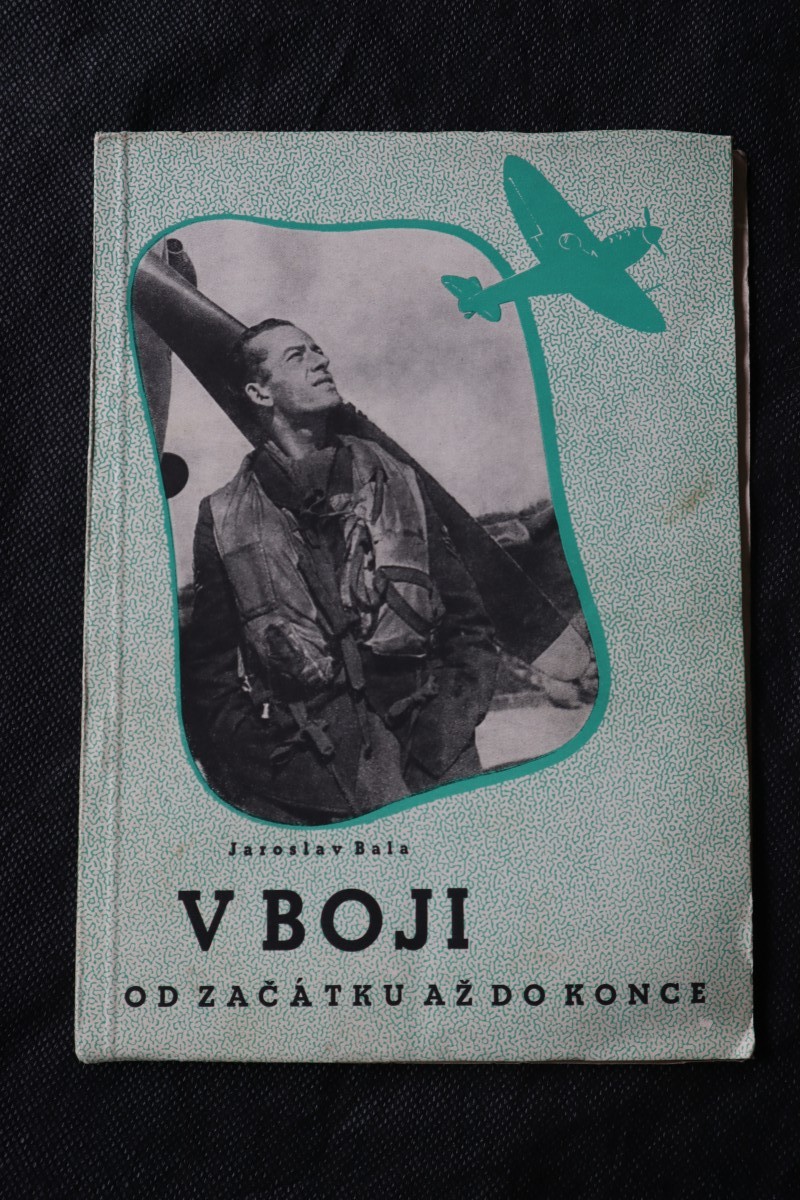 Jaroslav Bala
V BOJI
OD ZAČÁTKU AŽ DO KONCE